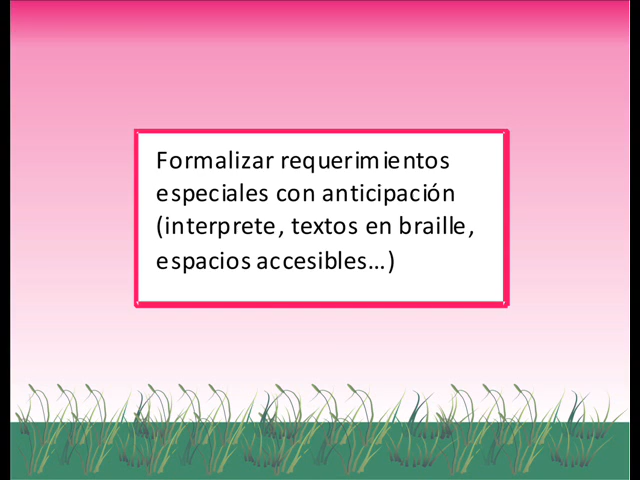 Formalizar requerimientos
especiales con anticipación
(interprete, textos en braille,
espacios accesibles…)